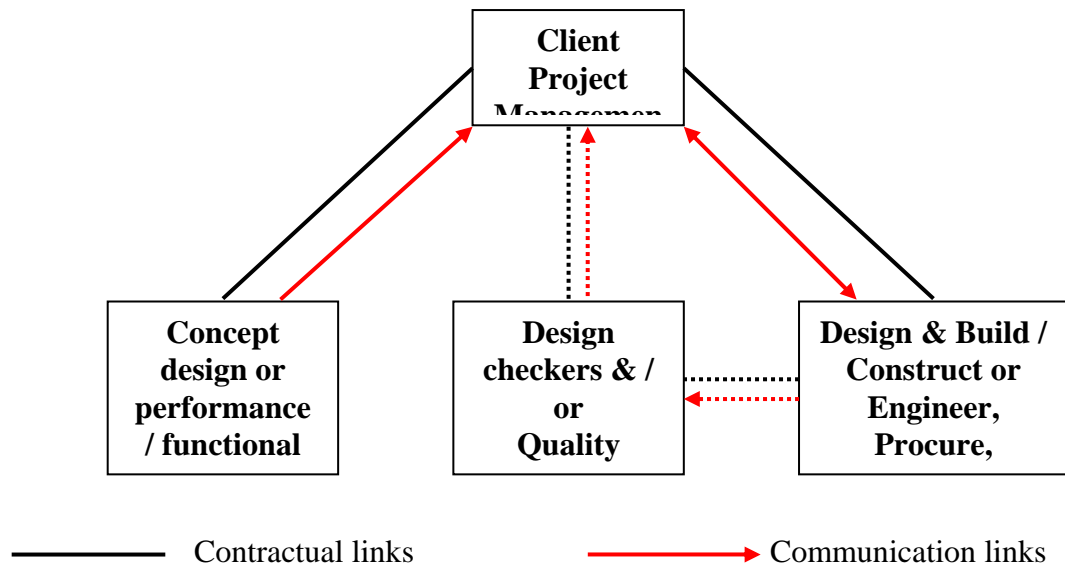 Client
Project
Managemen
Concept
design or
performance
/ functional
Design
checkers & /
or
Quality
Design & Build /
Construct or
Engineer,
Procure,
Contractual links
Communication links